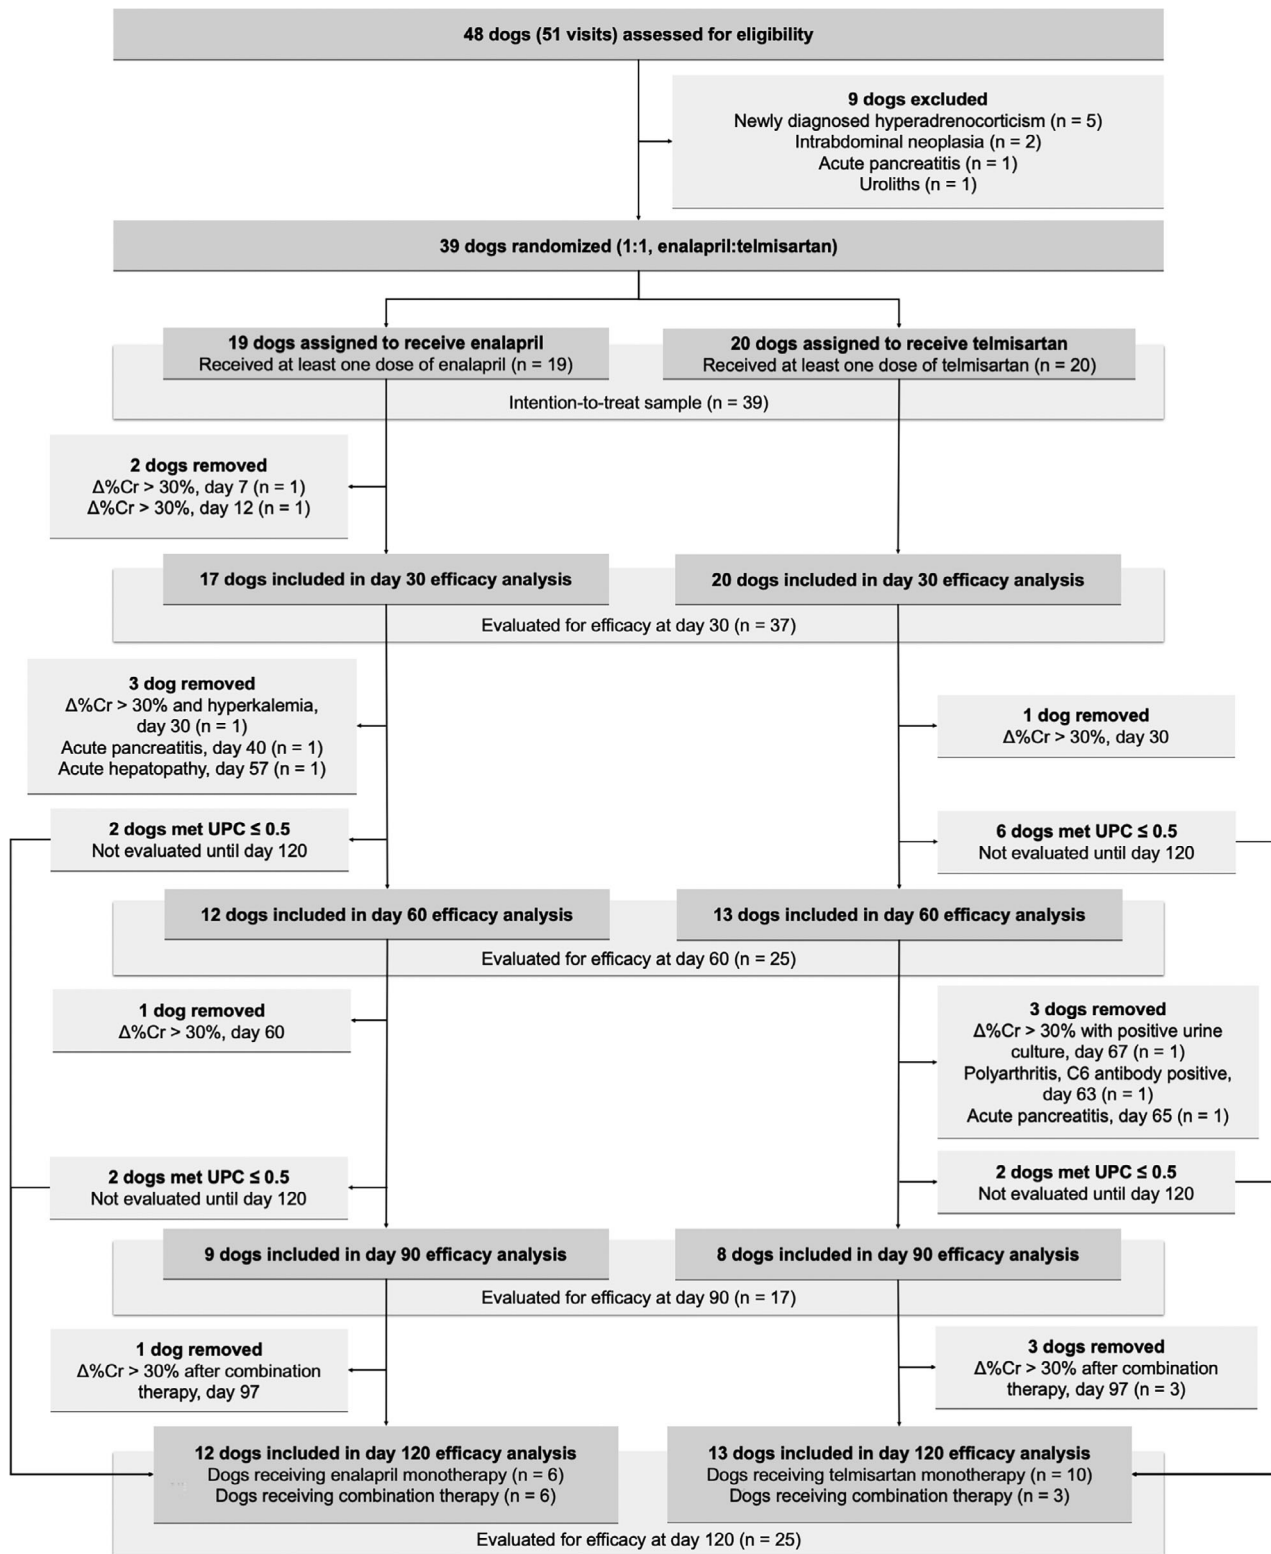 48 dogs (51 visits) assessed for eligibility
9 dogs excluded
Newly diagnosed hyperadrenocorticism (n = 5)
Intrabdominal neoplasia (n = 2)
Acute pancreatitis (n = 1)
Uroliths (n = 1)
39 dogs randomized (1:1, enalapril:telmisartan)
19 dogs assigned to receive enalapril
Received at least one dose of enalapril (n = 19)
20 dogs assigned to receive telmisartan
Received at least one dose of telmisartan (n = 20)
Intention-to-treat sample (n = 39)
2 dogs removed
Δ%Cr > 30%, day 7 (n = 1)
Δ%Cr > 30%, day 12 (n = 1)
17 dogs included in day 30 efficacy analysis
20 dogs included in day 30 efficacy analysis
Evaluated for efficacy at day 30 (n = 37)
3 dog removed
Δ%Cr > 30% and hyperkalemia,
day 30 (n = 1)
Acute pancreatitis, day 40 (n = 1)
Acute hepatopathy, day 57 (n = 1)
1 dog removed
Δ%Cr > 30%, day 30
2 dogs met UPC ≤ 0.5
Not evaluated until day 120
6 dogs met UPC ≤ 0.5
Not evaluated until day 120
12 dogs included in day 60 efficacy analysis
13 dogs included in day 60 efficacy analysis
Evaluated for efficacy at day 60 (n = 25)
1 dog removed
Δ%Cr > 30%, day 60
3 dogs removed
Δ%Cr > 30% with positive urine
culture, day 67 (n = 1)
Polyarthritis, C6 antibody positive,
day 63 (n = 1)
Acute pancreatitis, day 65 (n = 1)
2 dogs met UPC ≤ 0.5
Not evaluated until day 120
2 dogs met UPC ≤ 0.5
Not evaluated until day 120
9 dogs included in day 90 efficacy analysis
8 dogs included in day 90 efficacy analysis
Evaluated for efficacy at day 90 (n = 17)
1 dog removed
Δ%Cr > 30% after combination
therapy, day 97
3 dogs removed
Δ%Cr > 30% after combination
therapy, day 97 (n = 3)
12 dogs included in day 120 efficacy analysis
Dogs receiving enalapril monotherapy (n = 6)
Dogs receiving combination therapy (n = 6)
13 dogs included in day 120 efficacy analysis
Dogs receiving telmisartan monotherapy (n = 10)
Dogs receiving combination therapy (n = 3)
Evaluated for efficacy at day 120 (n = 25)